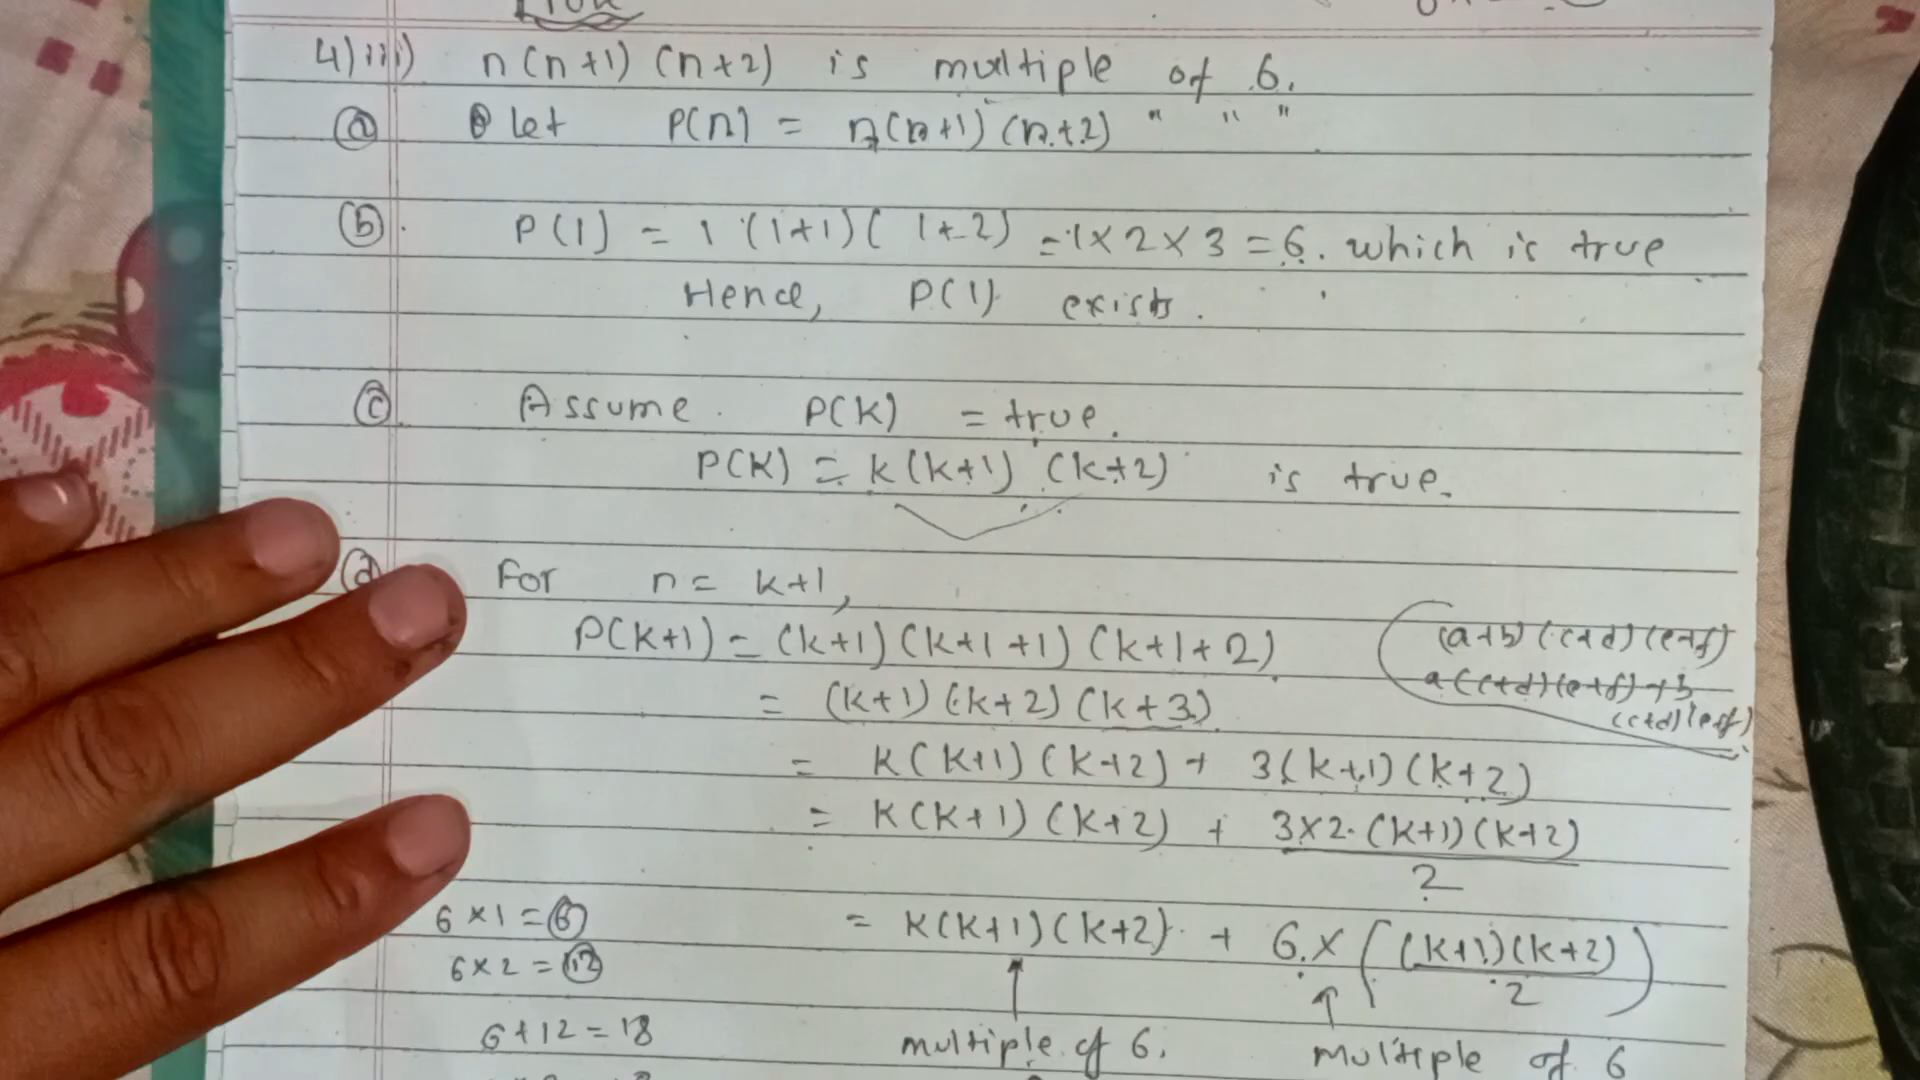 4) iii) n(n+1) (n+2) is multiple of 6.
(a) let P(n) = n(n+1) (n+2) " " "
(b). P(1) = 1 (1+1)( 1+2) = 1×2×3 = 6. which is true
Hence, P(1) exists.
(c) Assume. P(k) = true.
P(k) = k(k+1) (k+2) is true.
(d) For n = k+1,
P(k+1) = (k+1) (k+1+1) (k+1+2)
= (k+1) (k+2) (k+3)
(a+b) (c+d) (e+f)
a(c+d)(e+f)+b
(c+d)(e+f)
= k(k+1) (k+2) + 3(k+1)(k+2)
= k(k+1) (k+2) + 3×2.(k+1)(k+2)
2
6×1 = 6
= k(k+1)(k+2) + 6×((k+1)(k+2)
2)
6×2 = 12
6+12 = 18
multiple of 6. multiple of 6